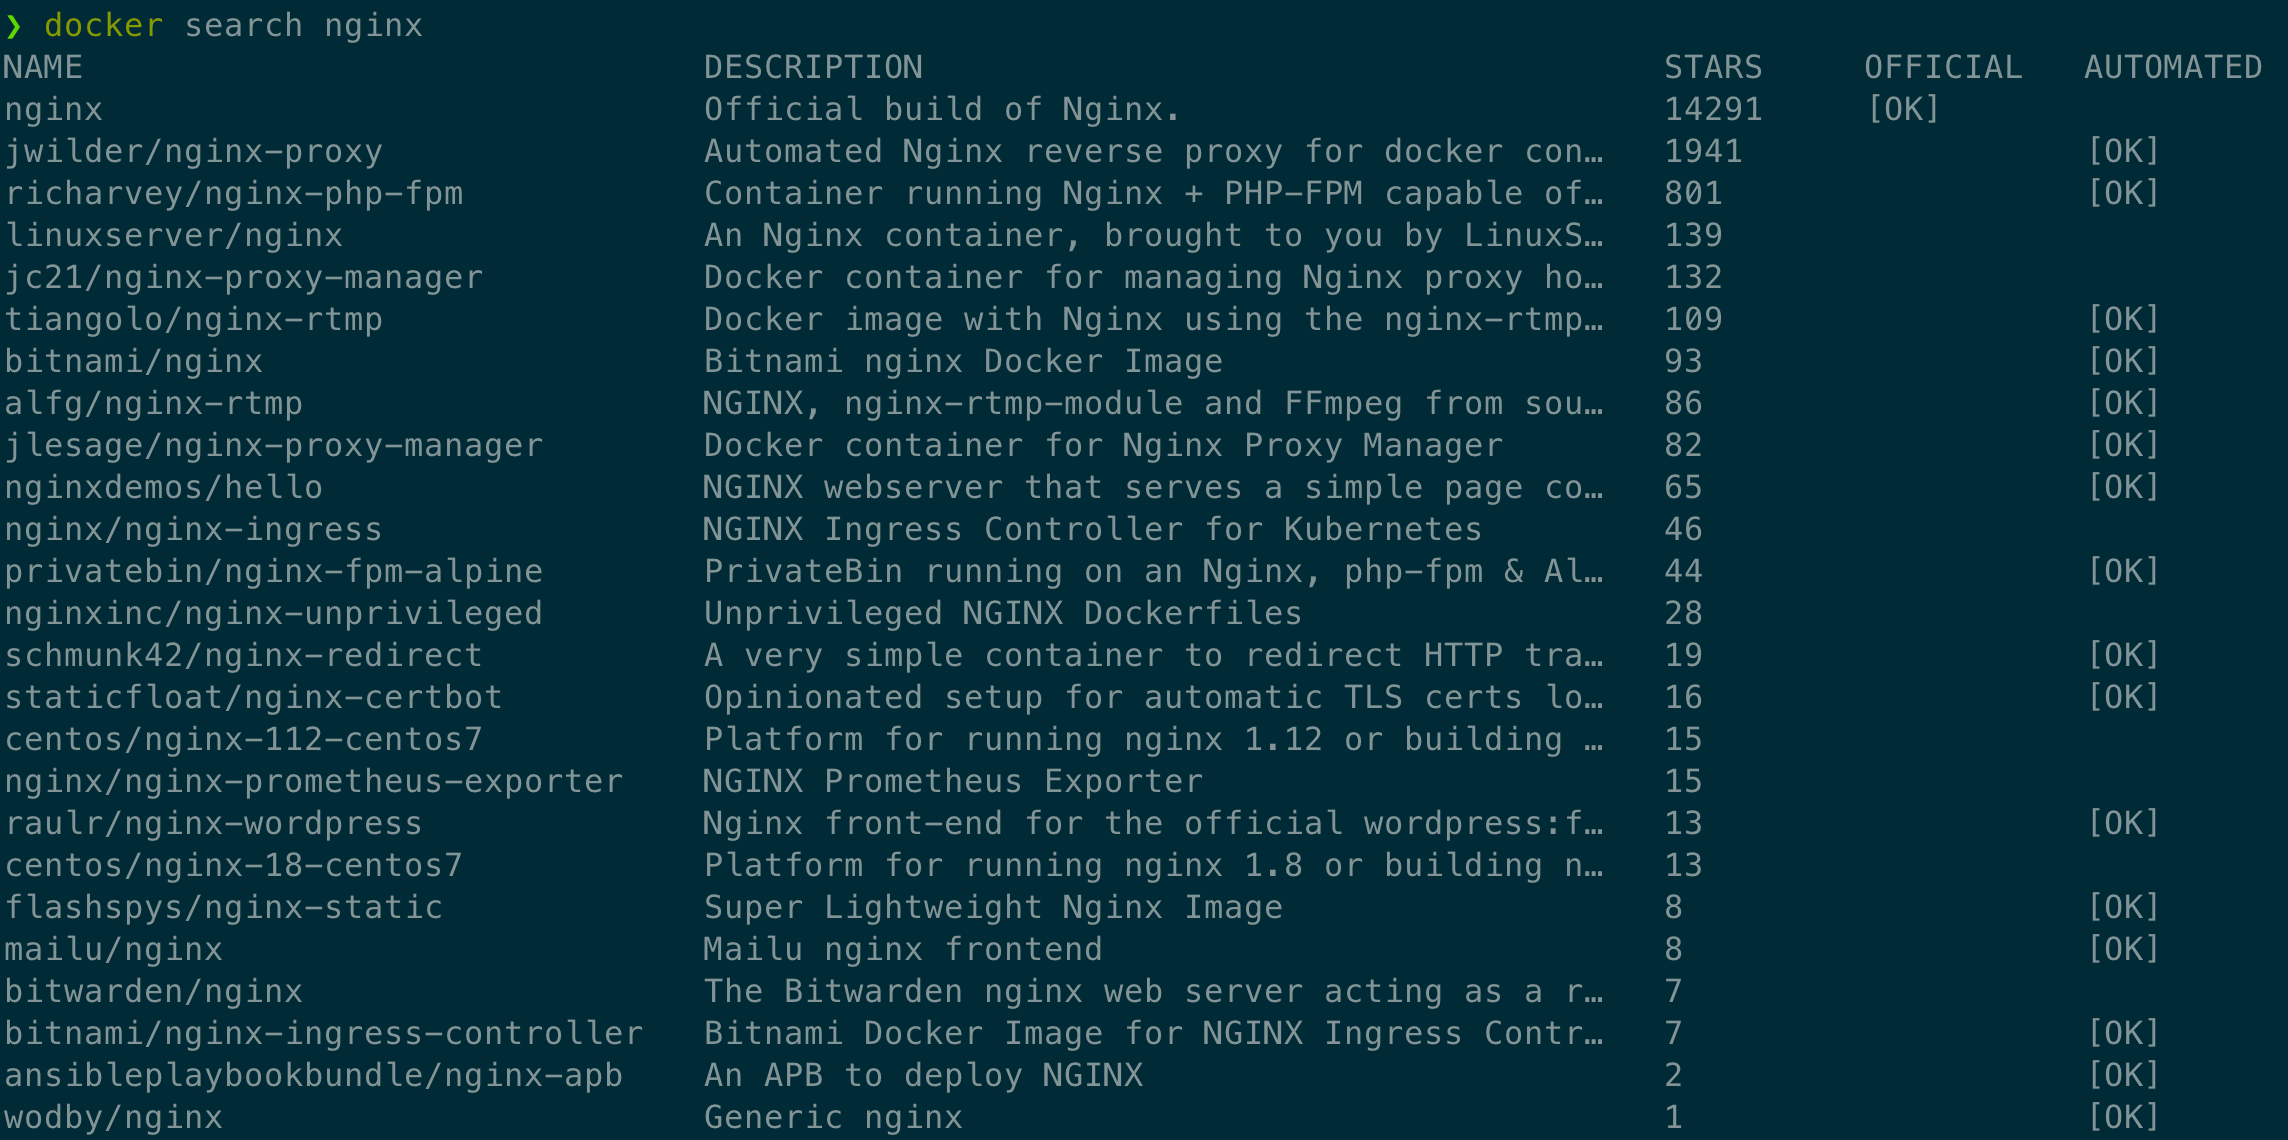 ❯ docker search nginx
NAME DESCRIPTION STARS OFFICIAL AUTOMATED
nginx Official build of Nginx. 14291 [OK]
jwilder/nginx-proxy Automated Nginx reverse proxy for docker con… 1941 [OK]
richarvey/nginx-php-fpm Container running Nginx + PHP-FPM capable of… 801 [OK]
linuxserver/nginx An Nginx container, brought to you by LinuxS… 139
jc21/nginx-proxy-manager Docker container for managing Nginx proxy ho… 132
tiangolo/nginx-rtmp Docker image with Nginx using the nginx-rtmp… 109 [OK]
bitnami/nginx Bitnami nginx Docker Image 93 [OK]
alfg/nginx-rtmp NGINX, nginx-rtmp-module and FFmpeg from sou… 86 [OK]
jlesage/nginx-proxy-manager Docker container for Nginx Proxy Manager 82 [OK]
nginxdemos/hello NGINX webserver that serves a simple page co… 65 [OK]
nginx/nginx-ingress NGINX Ingress Controller for Kubernetes 46
privatebin/nginx-fpm-alpine PrivateBin running on an Nginx, php-fpm & Al… 44 [OK]
nginxinc/nginx-unprivileged Unprivileged NGINX Dockerfiles 28
schmunk42/nginx-redirect A very simple container to redirect HTTP tra… 19 [OK]
staticfloat/nginx-certbot Opinionated setup for automatic TLS certs lo… 16 [OK]
centos/nginx-112-centos7 Platform for running nginx 1.12 or building … 15
nginx/nginx-prometheus-exporter NGINX Prometheus Exporter 15
raulr/nginx-wordpress Nginx front-end for the official wordpress:f… 13 [OK]
centos/nginx-18-centos7 Platform for running nginx 1.8 or building n… 13
flashspys/nginx-static Super Lightweight Nginx Image 8 [OK]
mailu/nginx Mailu nginx frontend 8 [OK]
bitwarden/nginx The Bitwarden nginx web server acting as a r… 7
bitnami/nginx-ingress-controller Bitnami Docker Image for NGINX Ingress Contr… 7 [OK]
ansibleplaybookbundle/nginx-apb An APB to deploy NGINX 2 [OK]
wodby/nginx Generic nginx 1 [OK]